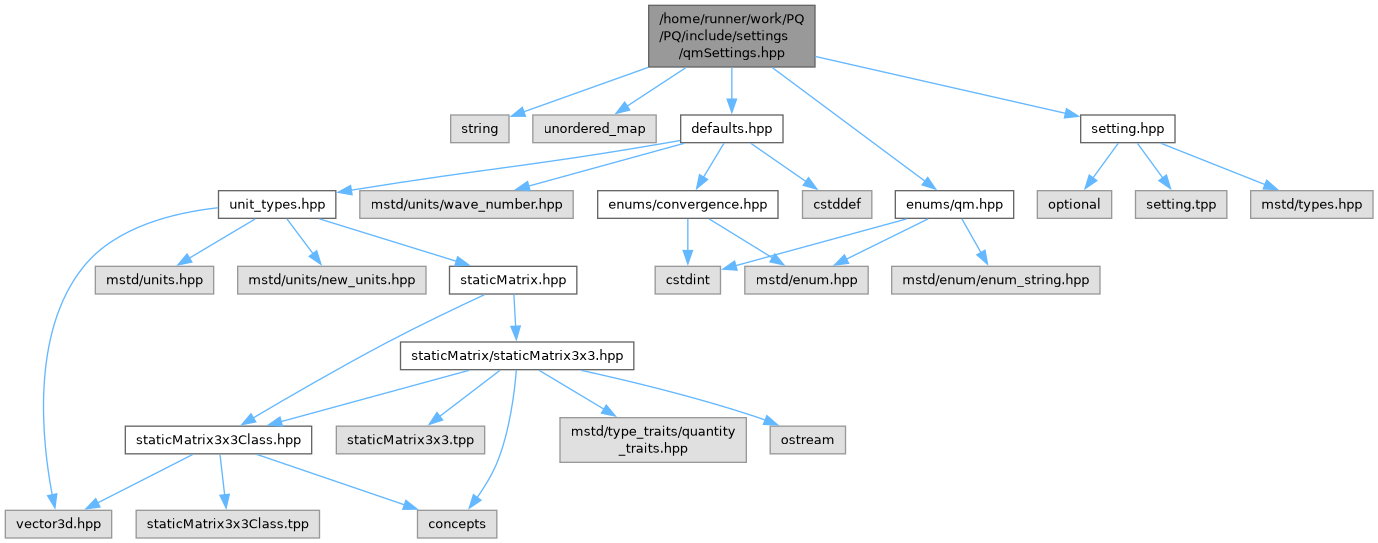 /home/runner/work/PQ
/PQ/include/settings
/qmSettings.hpp
string
unordered_map
defaults.hpp
setting.hpp
unit_types.hpp
mstd/units/wave_number.hpp
enums/convergence.hpp
cstddef
enums/qm.hpp
optional
setting.tpp
mstd/types.hpp
mstd/units.hpp
mstd/units/new_units.hpp
staticMatrix.hpp
cstdint
mstd/enum.hpp
mstd/enum/enum_string.hpp
staticMatrix/staticMatrix3x3.hpp
staticMatrix3x3Class.hpp
staticMatrix3x3.tpp
mstd/type_traits/quantity
_traits.hpp
ostream
vector3d.hpp
staticMatrix3x3Class.tpp
concepts